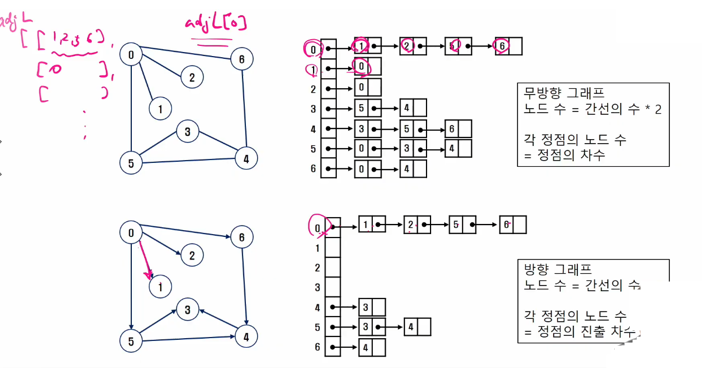 adjL
[ [ 1, 2, 3, 6 ],
[ 0 ],
[ )
adjL[0]
0
6
2
1
3
5
4
0 1 2 5 6
1 0
2 0
3 5 4
4 3 5 6
5 0 3 4
6 0 4
무방향 그래프
노드 수 = 간선의 수 * 2
각 정점의 노드 수
= 정점의 차수
0
6
2
1
3
5
4
0 1 2 5 6
1
2
3
4 3
5 3 4
6 4
방향 그래프
노드 수 = 간선의
각 정점의 노드 수
= 정점의 진출 차수